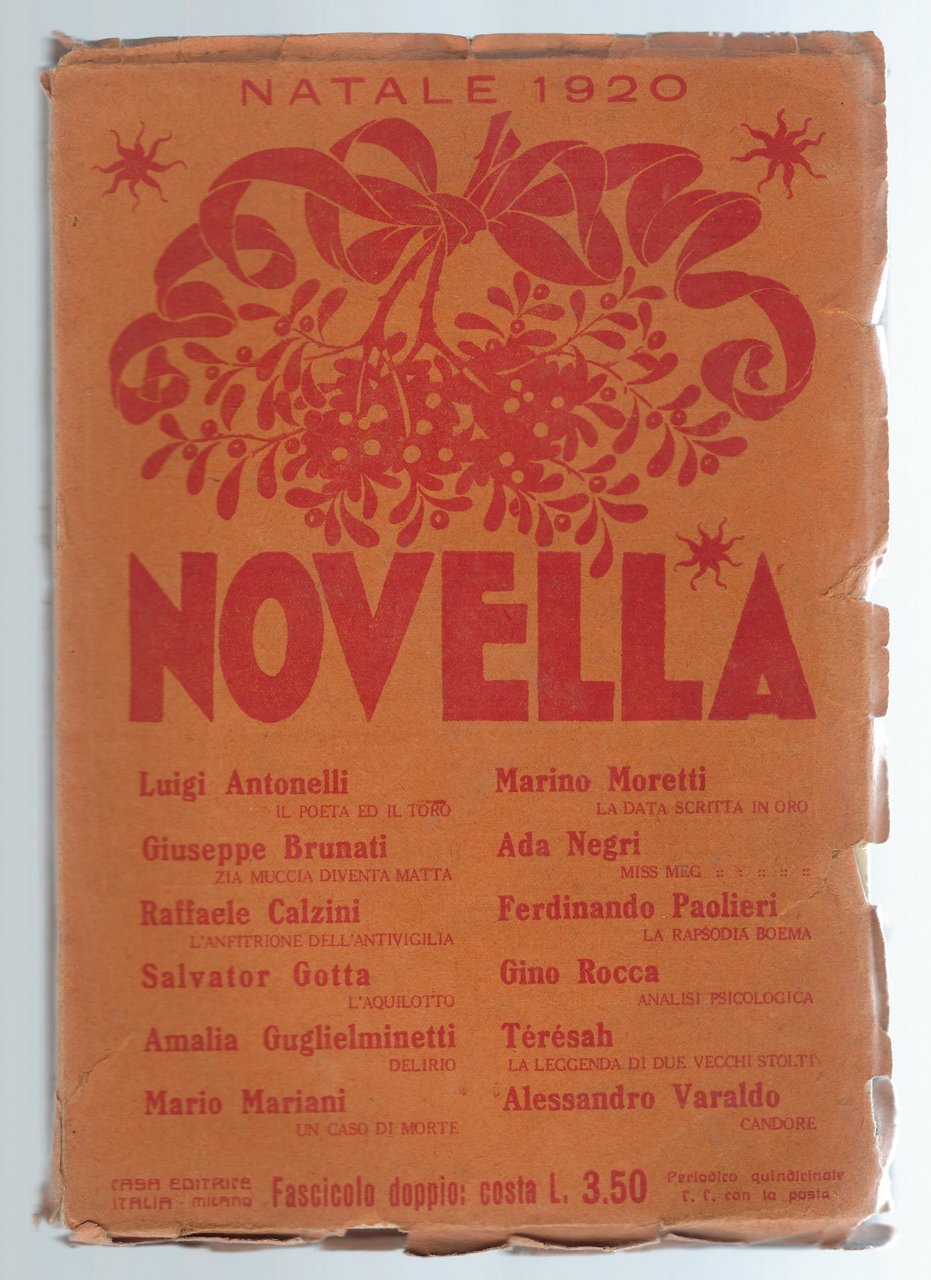 NATALE 1920
NOVELLA
Luigi Antonelli
IL POETA ED IL TORO
Giuseppe Brunati
ZIA MUCCIA DIVENTA MATTA
Raffaele Calzini
L'ANFITRIONE DELL'ANTIVIGILIA
Salvator Gotta
L'AQUILOTTO
Amalia Guglielminetti
DELIRIO
Mario Mariani
UN CASO DI MORTE
Marino Moretti
LA DATA SCRITTA IN ORO
Ada Negri
MISS MEG :: :: :: :: ::
Ferdinando Paolieri
LA RAPSODIA BOEMA
Gino Rocca
ANALISI PSICOLOGICA
Térésah
LA LEGGENDA DI DUE VECCHI STOLTI
Alessandro Varaldo
CANDORE
CASA EDITRICE
ITALIA - MILANO
Fascicolo doppio: costa L. 3.50
Periodico quindicinale
C. C. con la posta